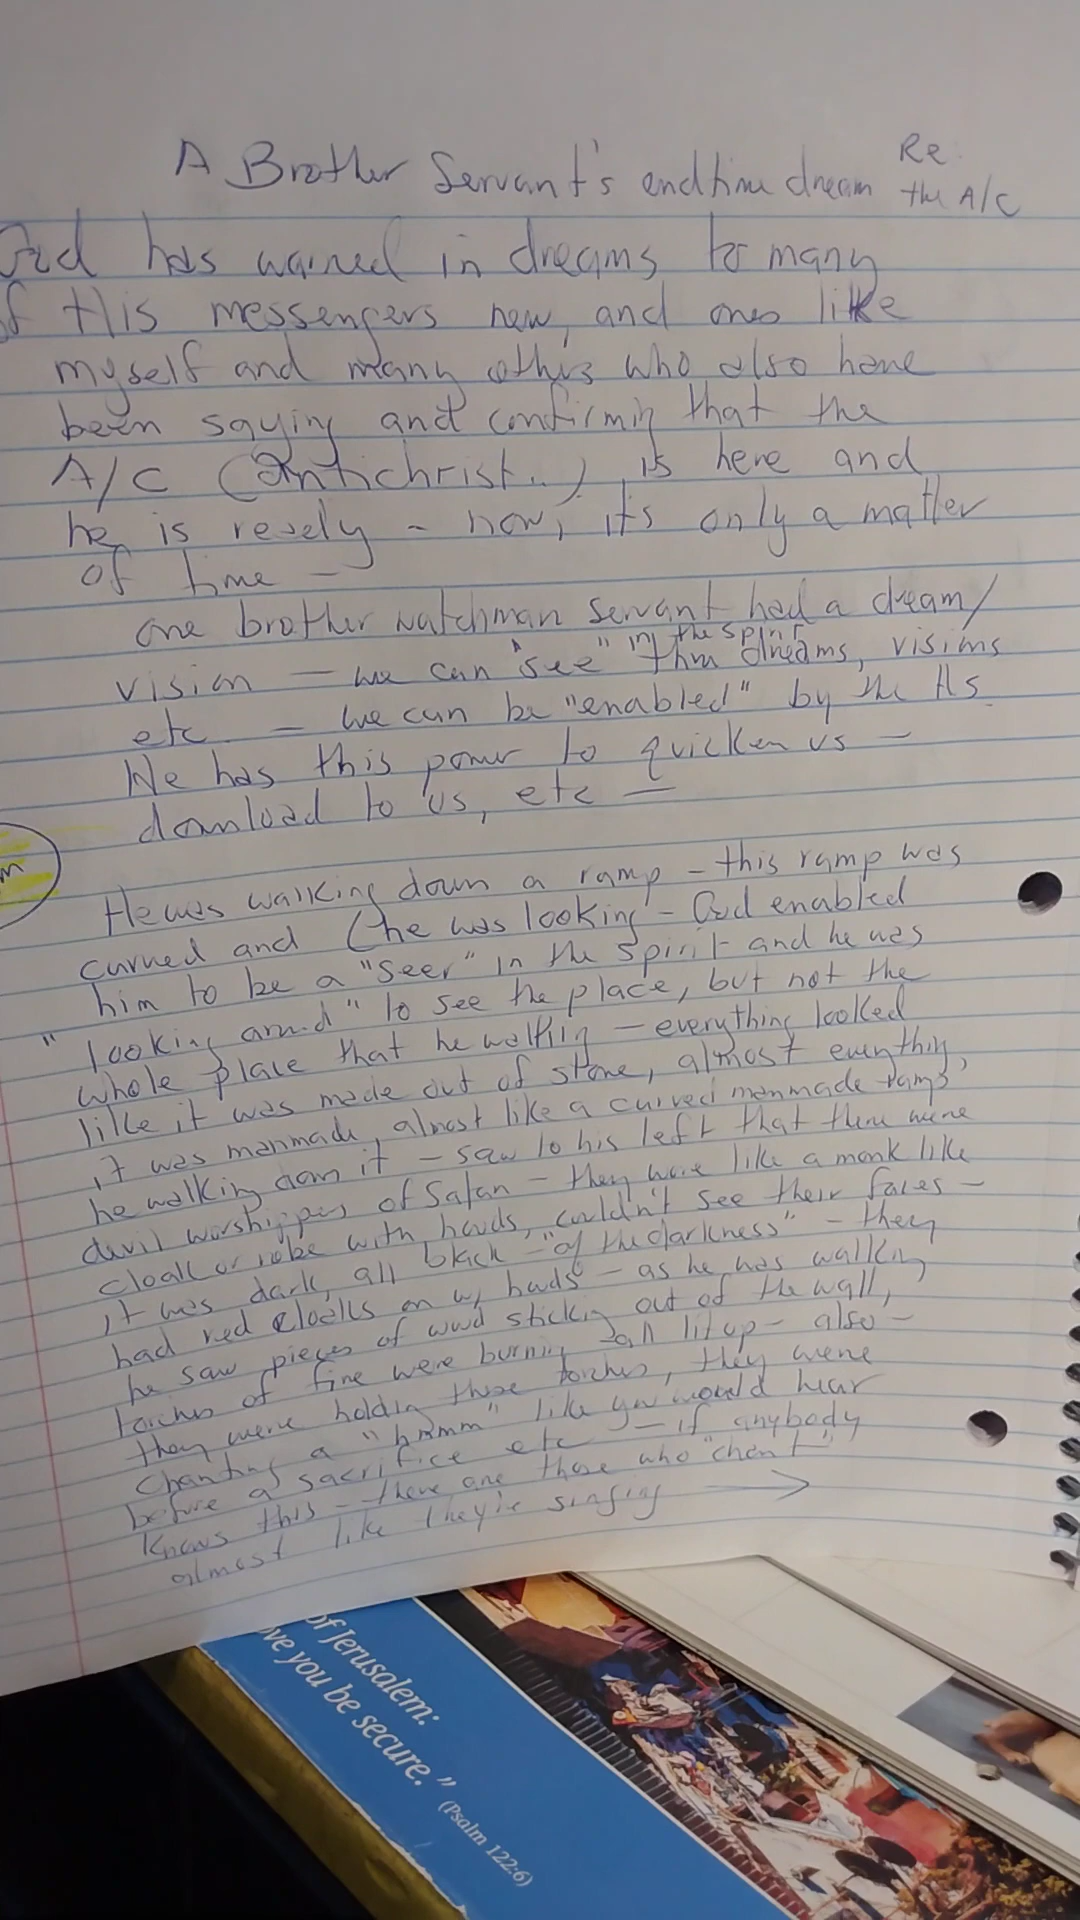 A Brother Servant's endtime dream Re
the A/C
God has warned in dreams to many
of His messengers now, and ones like
myself and many others who also have
been saying and confirming that the
A/C (Antichrist..) is here and
he is ready - now, it's only a matter
of time -
one brother watchman servant had a dream/
vision - we can "see" "in the spirit" thru dreams, visions
etc - we can be "enabled" by the HS.
He has this power to quicken us -
download to us, etc -
m
He was walking down a ramp - this ramp was
curved and (he was looking - God enabled
him to be a "seer" in the spirit and he was
"looking around" to see the place, but not the
whole place that he walking - everything looked
like it was made out of stone, almost everything,
it was manmade, almost like a curved manmade ramp,
he walking down it - saw to his left that there were
devil worshippers of Satan - they wore like a monk like
cloak or robe with hoods, couldn't see their faces -
it was dark, all black - "of the darkness" - they
had red cloaks on w/ hoods - as he was walking
he saw pieces of wood sticking out of the wall,
torches of fire were burning all lit up - also -
they were holding these torches, they were
chanting a "hmmm" like you would hear
before a sacrifice etc - if anybody
knows this - there are those who "chant"
almost like they're singing →
of Jerusalem:
ve you be secure."
(Psalm 122:6)